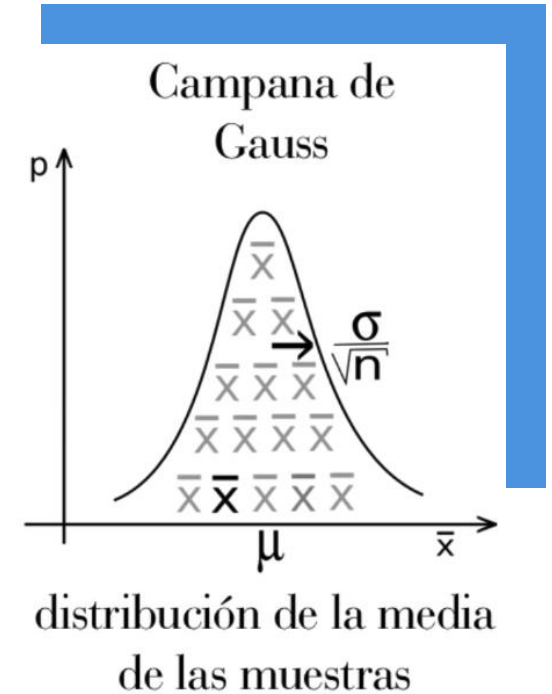 Campana de
Gauss
p
x̄
x̄ x̄
σ
√n
x̄ x̄ x̄
x̄ x̄ x̄ x̄
x̄ x̄ x̄ x̄ x̄
μ
x̄
distribución de la media
de las muestras